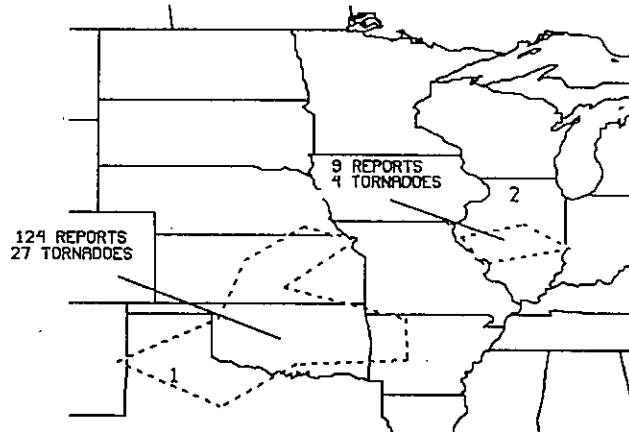 9 REPORTS
4 TORNADOES
2
124 REPORTS
27 TORNADOES
1